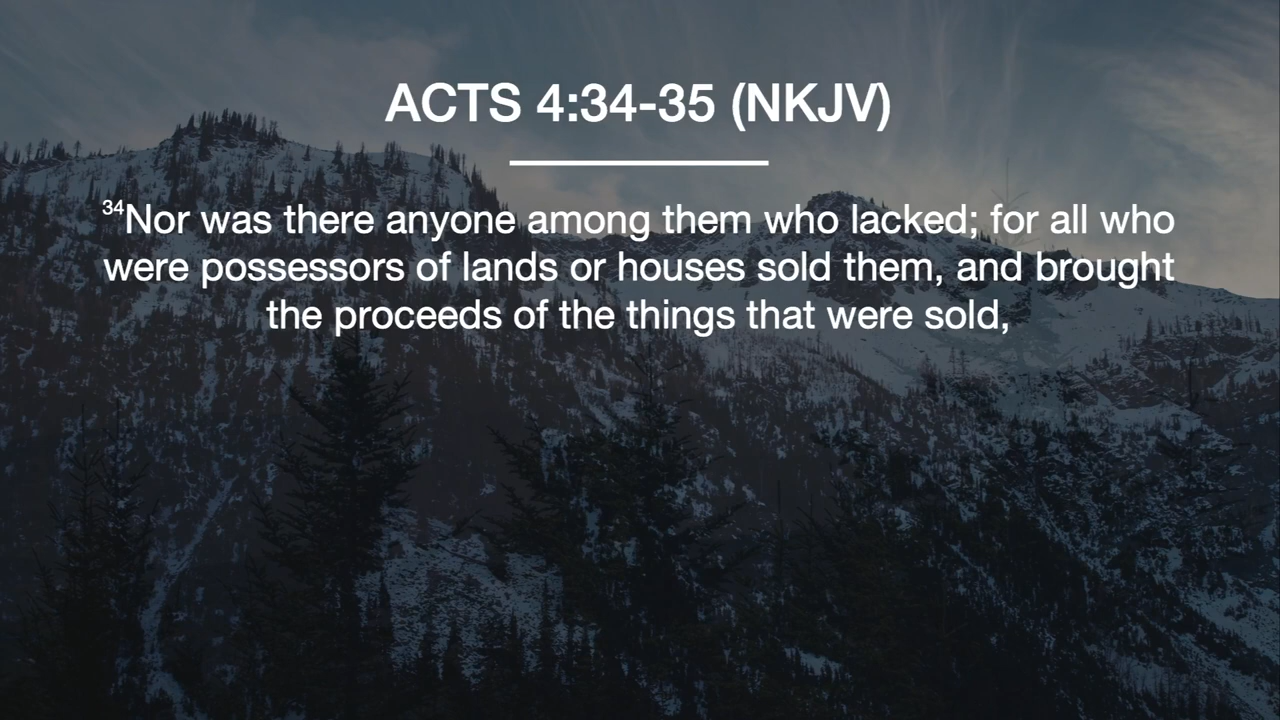 ACTS 4:34-35 (NKJV)
³⁴Nor was there anyone among them who lacked; for all who
were possessors of lands or houses sold them, and brought
the proceeds of the things that were sold,